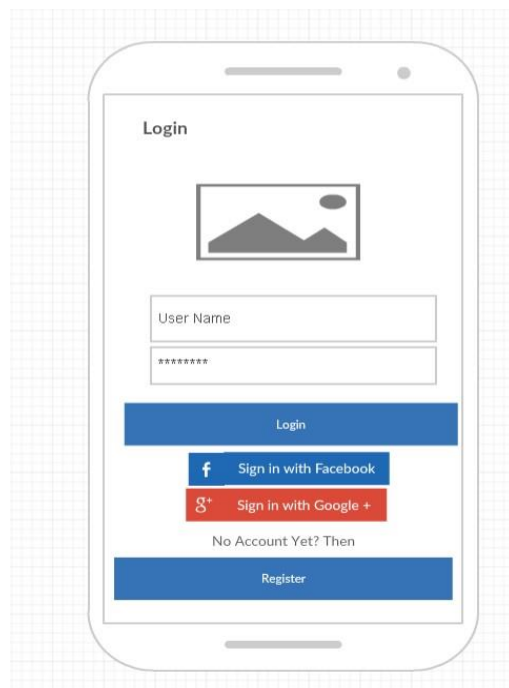 Login
User Name
********
Login
f Sign in with Facebook
g+ Sign in with Google +
No Account Yet? Then
Register